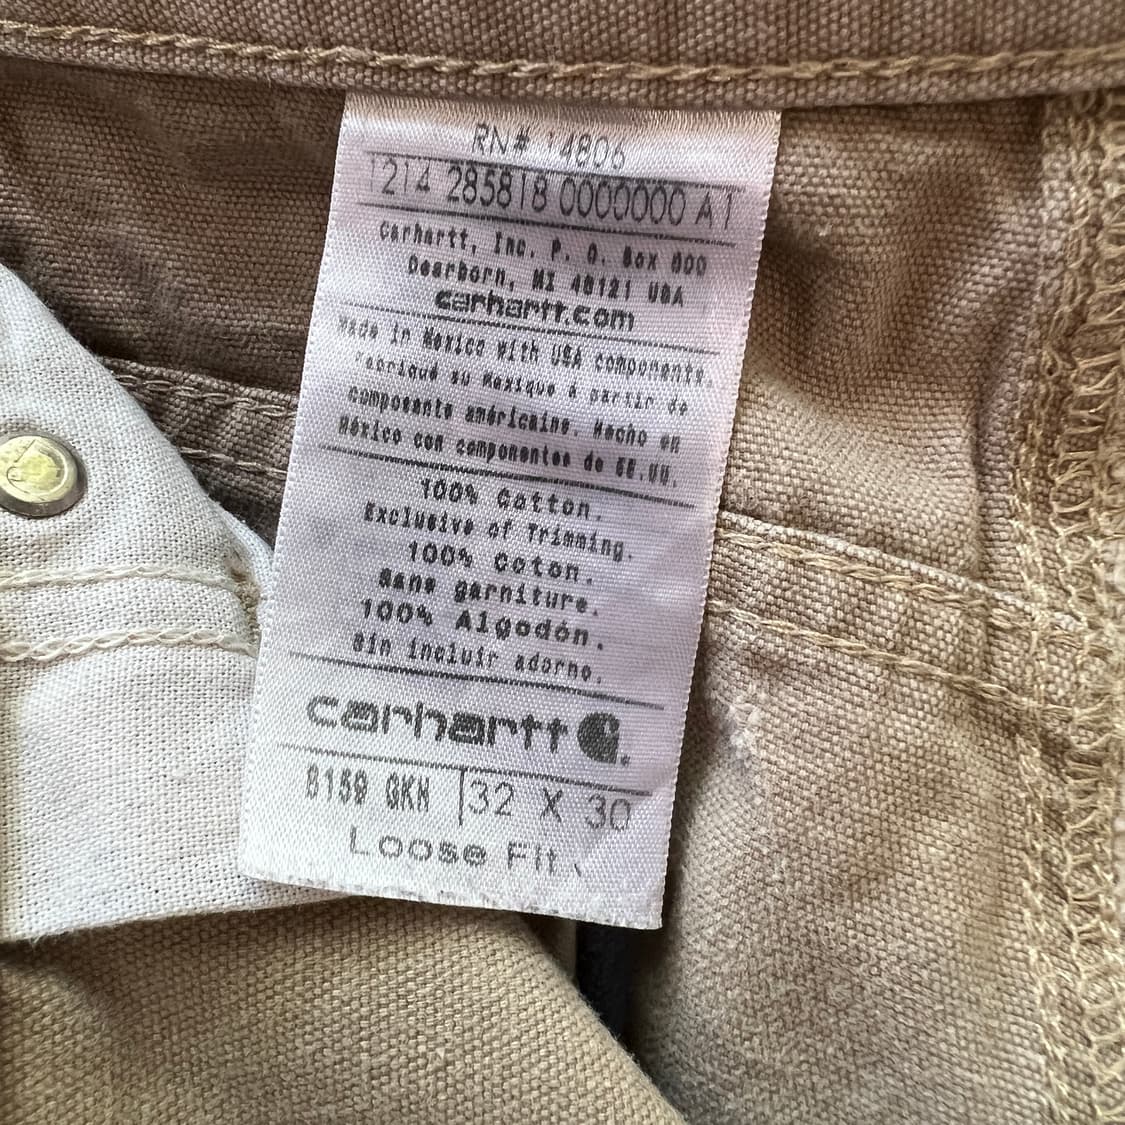 RN# 14806
1214 285818 0000000 A1
Carhartt, Inc. P. O. Box 600
Dearborn, MI 48121 USA
carhartt.com
Made in Mexico with USA components.
Fabriqué au Mexique à partir de
composants américains. Hecho en
México con componentes de EE.UU.
100% Cotton.
Exclusive of Trimming.
100% Coton.
Sans garniture.
100% Algodón.
Sin incluir adorno.
carhartt
B159 GKH 32 X 30
Loose Fit